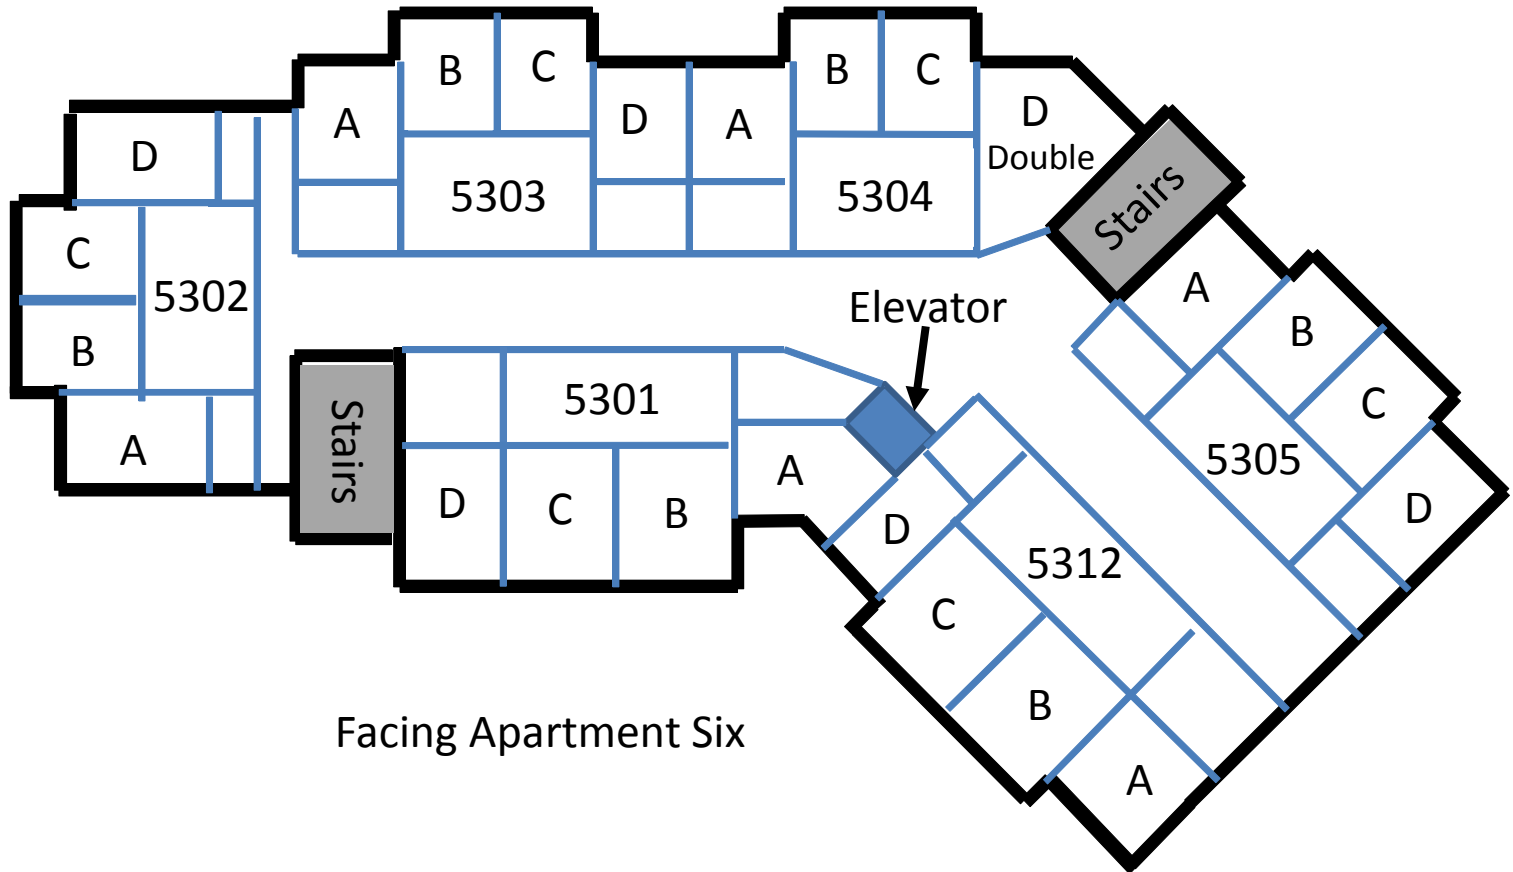 B
C
B
C
A
D
A
D
Double
D
5303
5304
Stairs
C
5302
A
Elevator
B
B
5301
C
A
Stairs
5305
A
D
C
B
D
D
5312
C
B
Facing Apartment Six
A